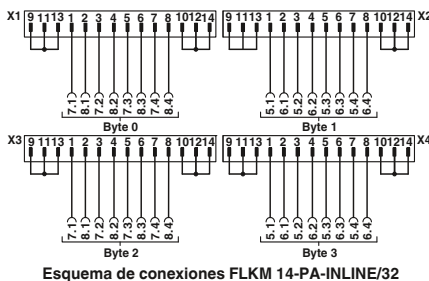 X1 9 11 13 1 2 3 4 5 6 7 8 10 12 14
9 11 13 1 2 3 4 5 6 7 8 10 12 14 X2
7.1 8.1 7.2 8.2 7.3 8.3 7.4 8.4
5.1 6.1 5.2 6.2 5.3 6.3 5.4 6.4
Byte 0
Byte 1
X3 9 11 13 1 2 3 4 5 6 7 8 10 12 14
9 11 13 1 2 3 4 5 6 7 8 10 12 14 X4
7.1 8.1 7.2 8.2 7.3 8.3 7.4 8.4
5.1 6.1 5.2 6.2 5.3 6.3 5.4 6.4
Byte 2
Byte 3
Esquema de conexiones FLKM 14-PA-INLINE/32